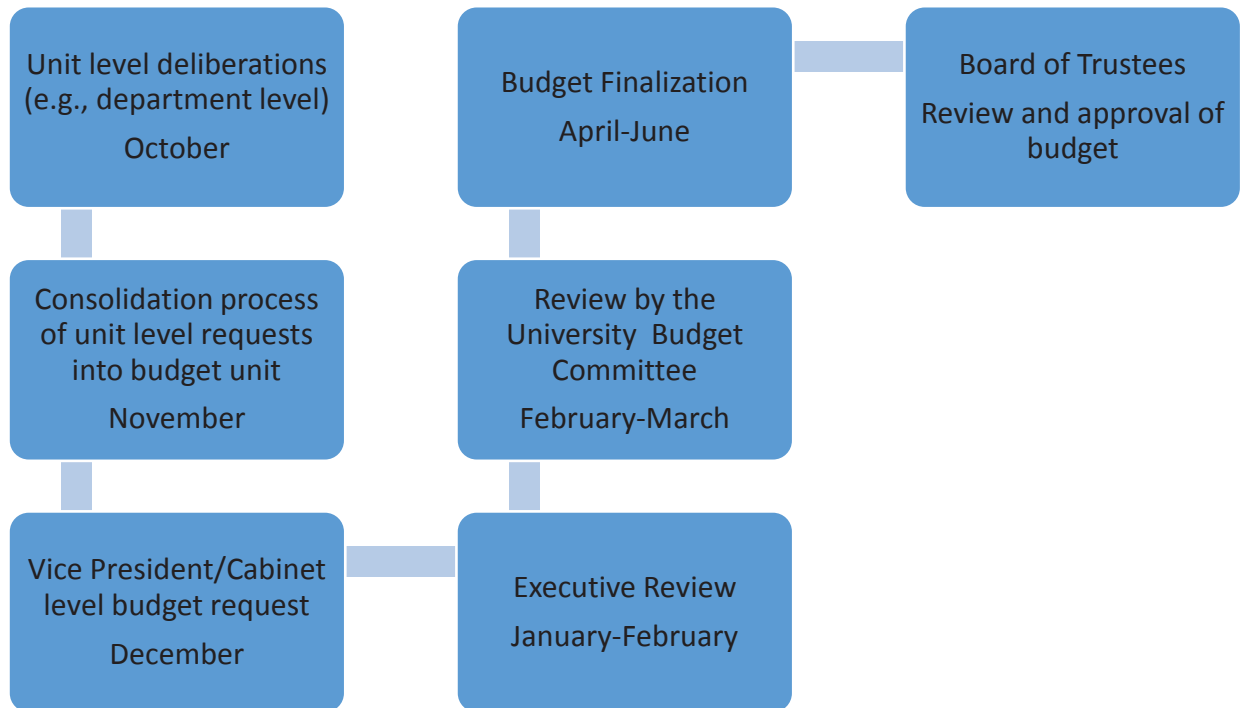 Unit level deliberations
(e.g., department level)
October
Consolidation process
of unit level requests
into budget unit
November
Vice President/Cabinet
level budget request
December
Executive Review
January-February
Review by the
University Budget
Committee
February-March
Budget Finalization
April-June
Board of Trustees
Review and approval of
budget